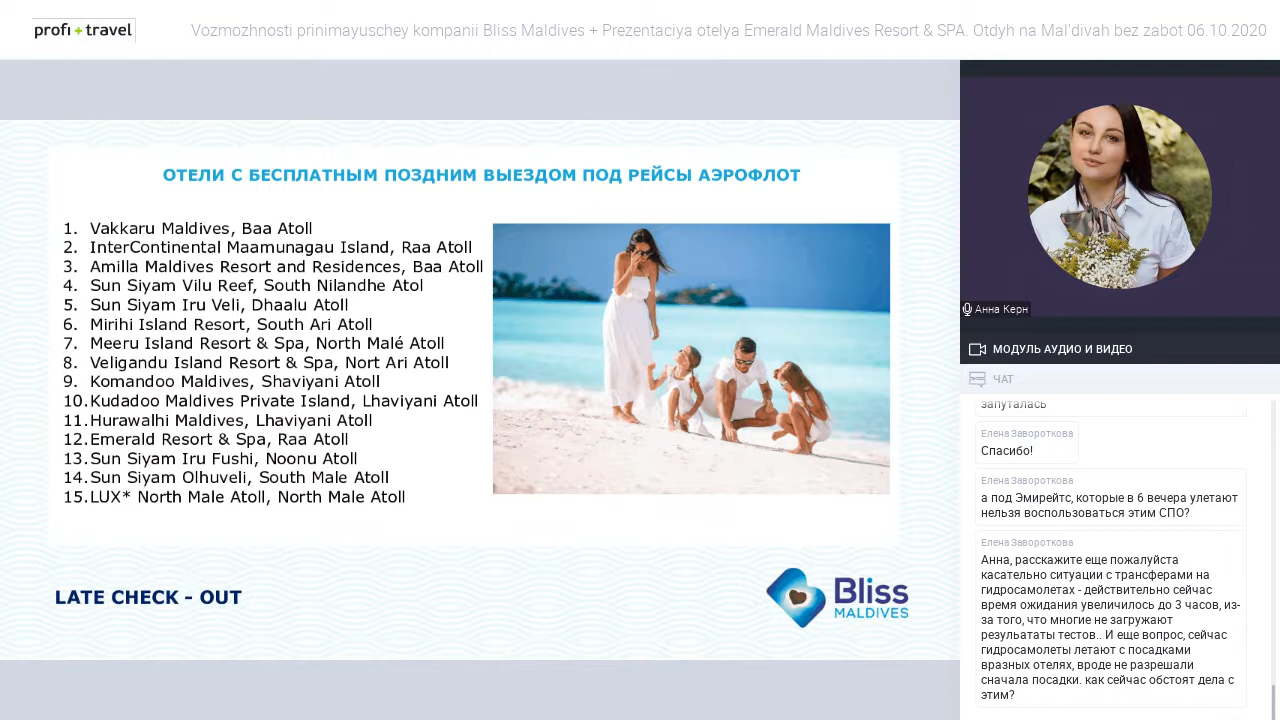 profi + travel
Vozmozhnosti prinimayuschey kompanii Bliss Maldives + Prezentaciya otelya Emerald Maldives Resort & SPA. Otdyh na Mal'divah bez zabot 06.10.2020
ОТЕЛИ С БЕСПЛАТНЫМ ПОЗДНИМ ВЫЕЗДОМ ПОД РЕЙСЫ АЭРОФЛОТ
1. Vakkaru Maldives, Baa Atoll
2. InterContinental Maamunagau Island, Raa Atoll
3. Amilla Maldives Resort and Residences, Baa Atoll
4. Sun Siyam Vilu Reef, South Nilandhe Atol
5. Sun Siyam Iru Veli, Dhaalu Atoll
6. Mirihi Island Resort, South Ari Atoll
7. Meeru Island Resort & Spa, North Malé Atoll
8. Veligandu Island Resort & Spa, Nort Ari Atoll
9. Komandoo Maldives, Shaviyani Atoll
10. Kudadoo Maldives Private Island, Lhaviyani Atoll
11. Hurawalhi Maldives, Lhaviyani Atoll
12. Emerald Resort & Spa, Raa Atoll
13. Sun Siyam Iru Fushi, Noonu Atoll
14. Sun Siyam Olhuveli, South Male Atoll
15. LUX* North Male Atoll, North Male Atoll
LATE CHECK – OUT
Bliss
MALDIVES
Анна Керн
МОДУЛЬ АУДИО И ВИДЕО
ЧАТ
запуталась
Елена Завороткова
Спасибо!
Елена Завороткова
а под Эмирейтс, которые в 6 вечера улетают
нельзя воспользоваться этим СПО?
Елена Завороткова
Анна, расскажите еще пожалуйста
касательно ситуации с трансферами на
гидросамолетах - действительно сейчас
время ожидания увеличилось до 3 часов, из-
за того, что многие не загружают
резульататы тестов.. И еще вопрос, сейчас
гидросамолеты летают с посадками
вразных отелях, вроде не разрешали
сначала посадки. как сейчас обстоят дела с
этим?